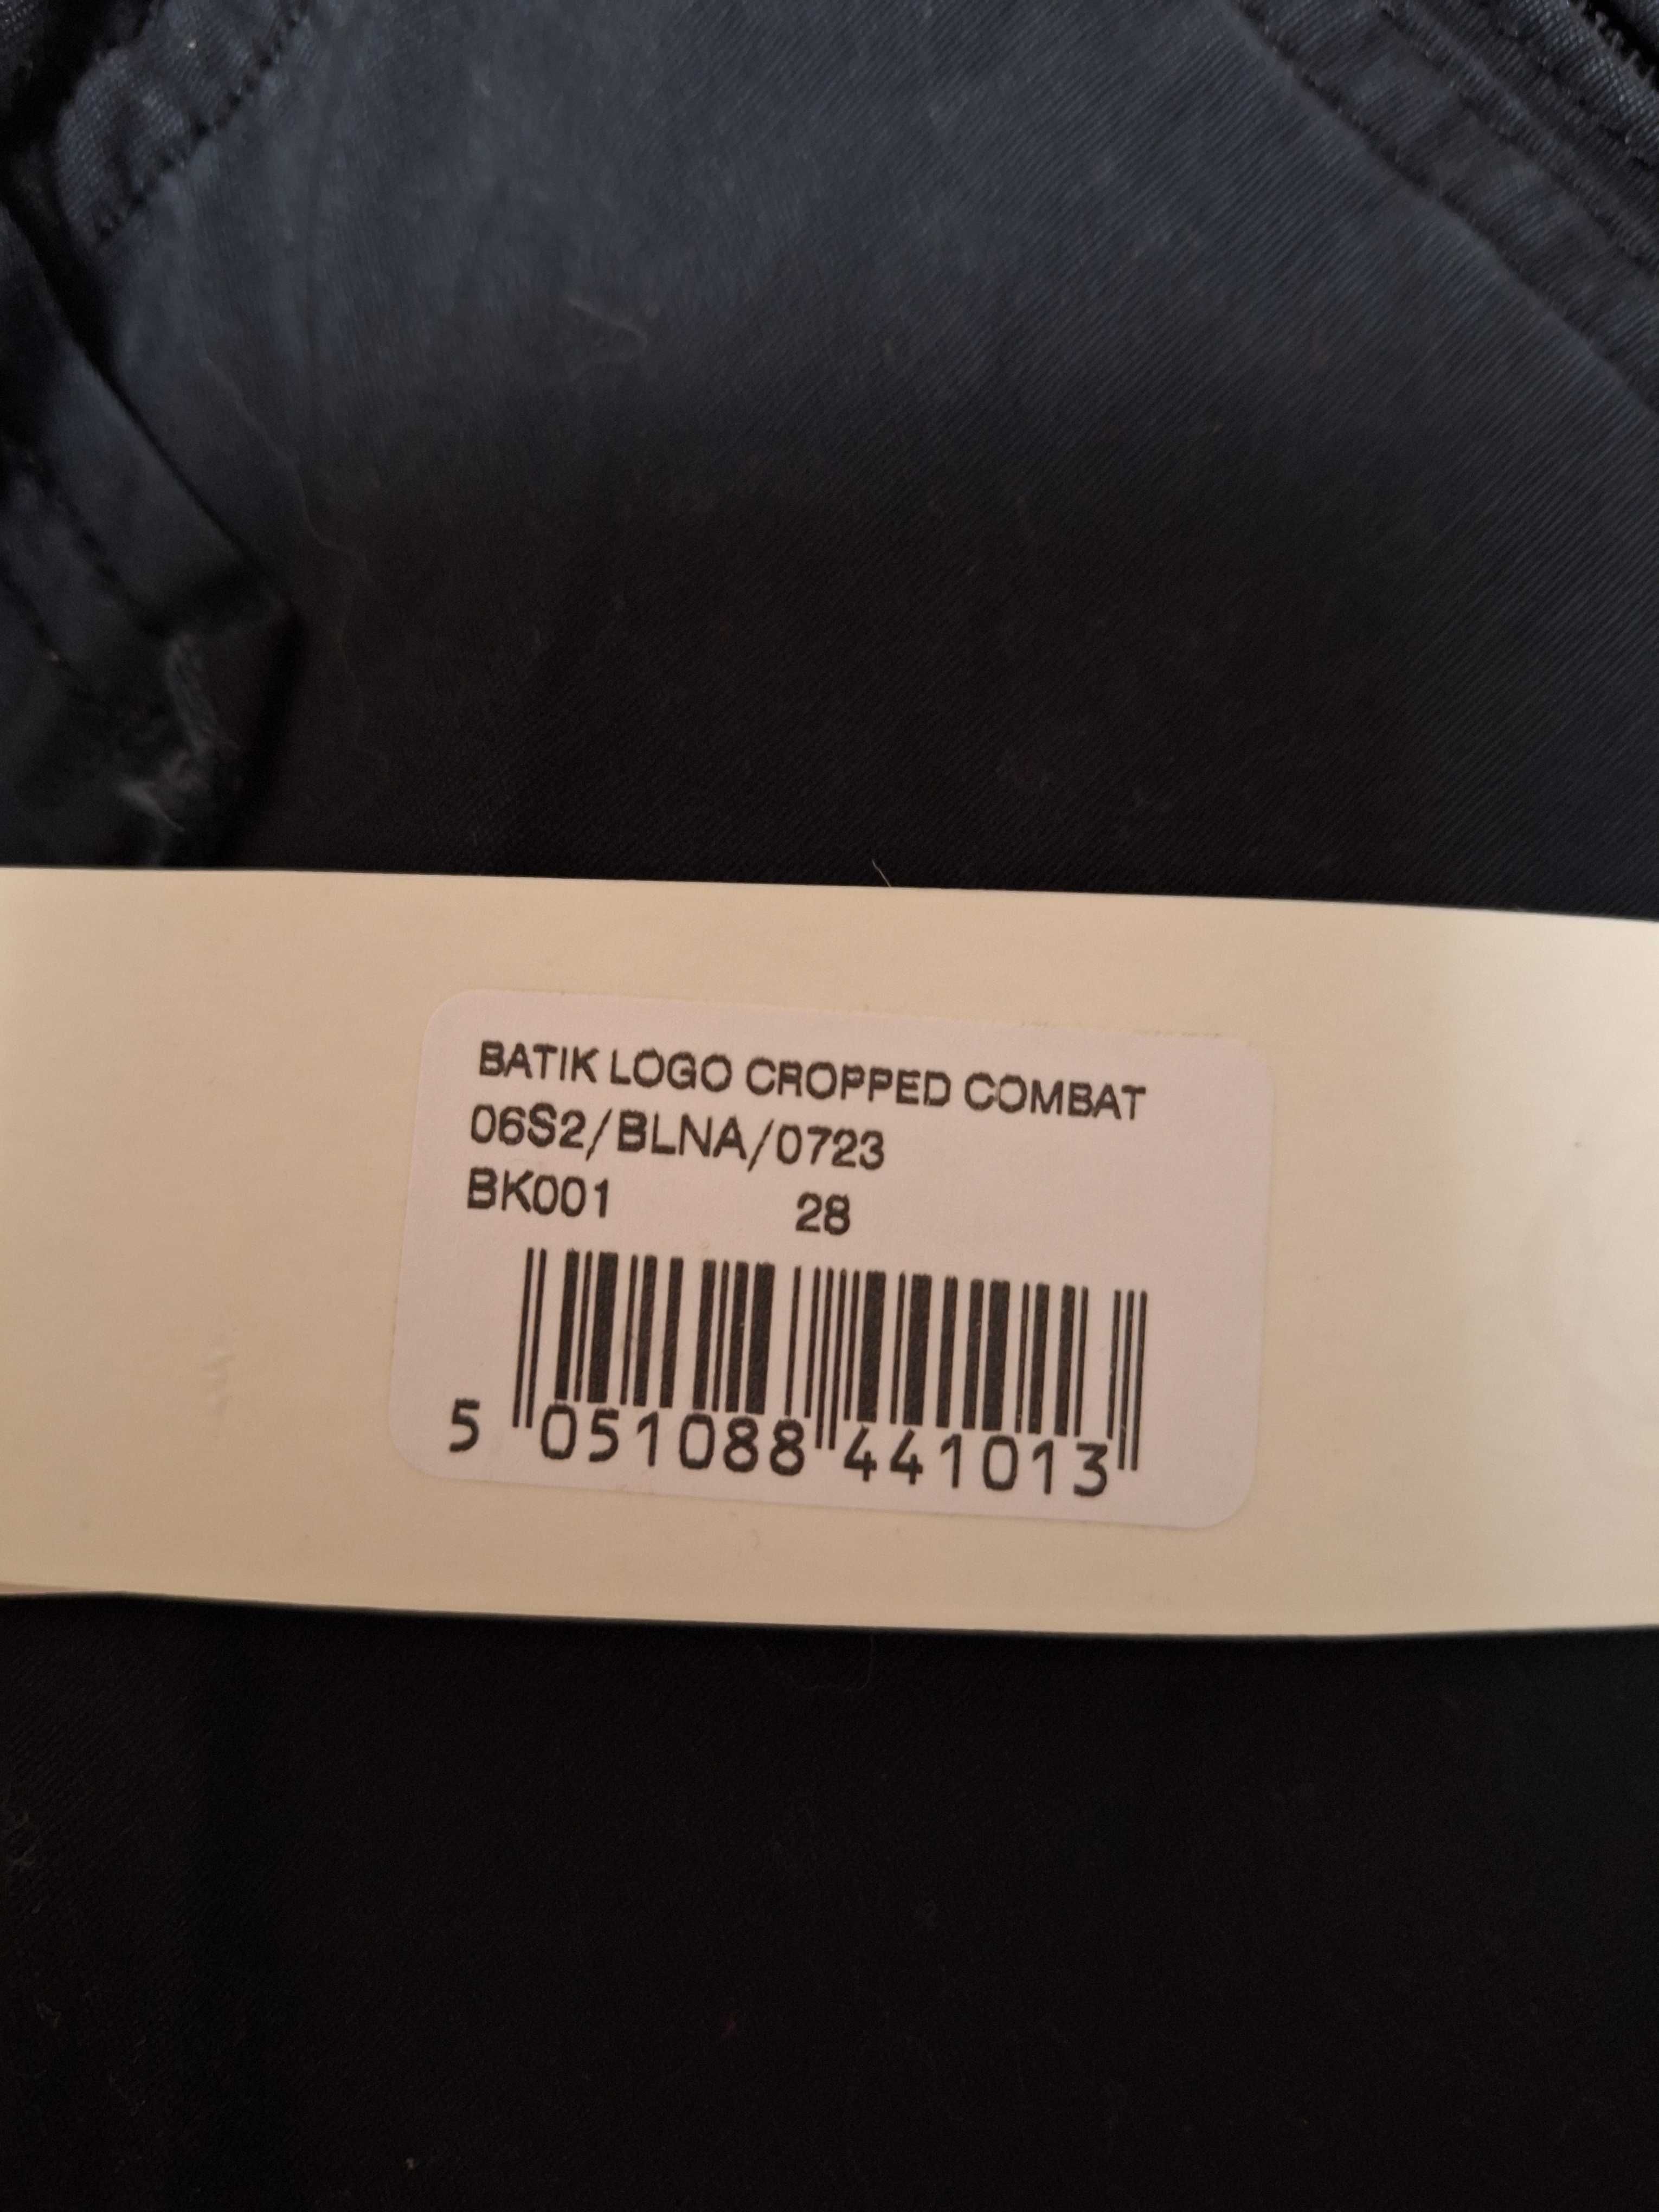 BATIK LOGO CROPPED COMBAT
06S2/BLNA/0723
BK001 28
5 051088 441013